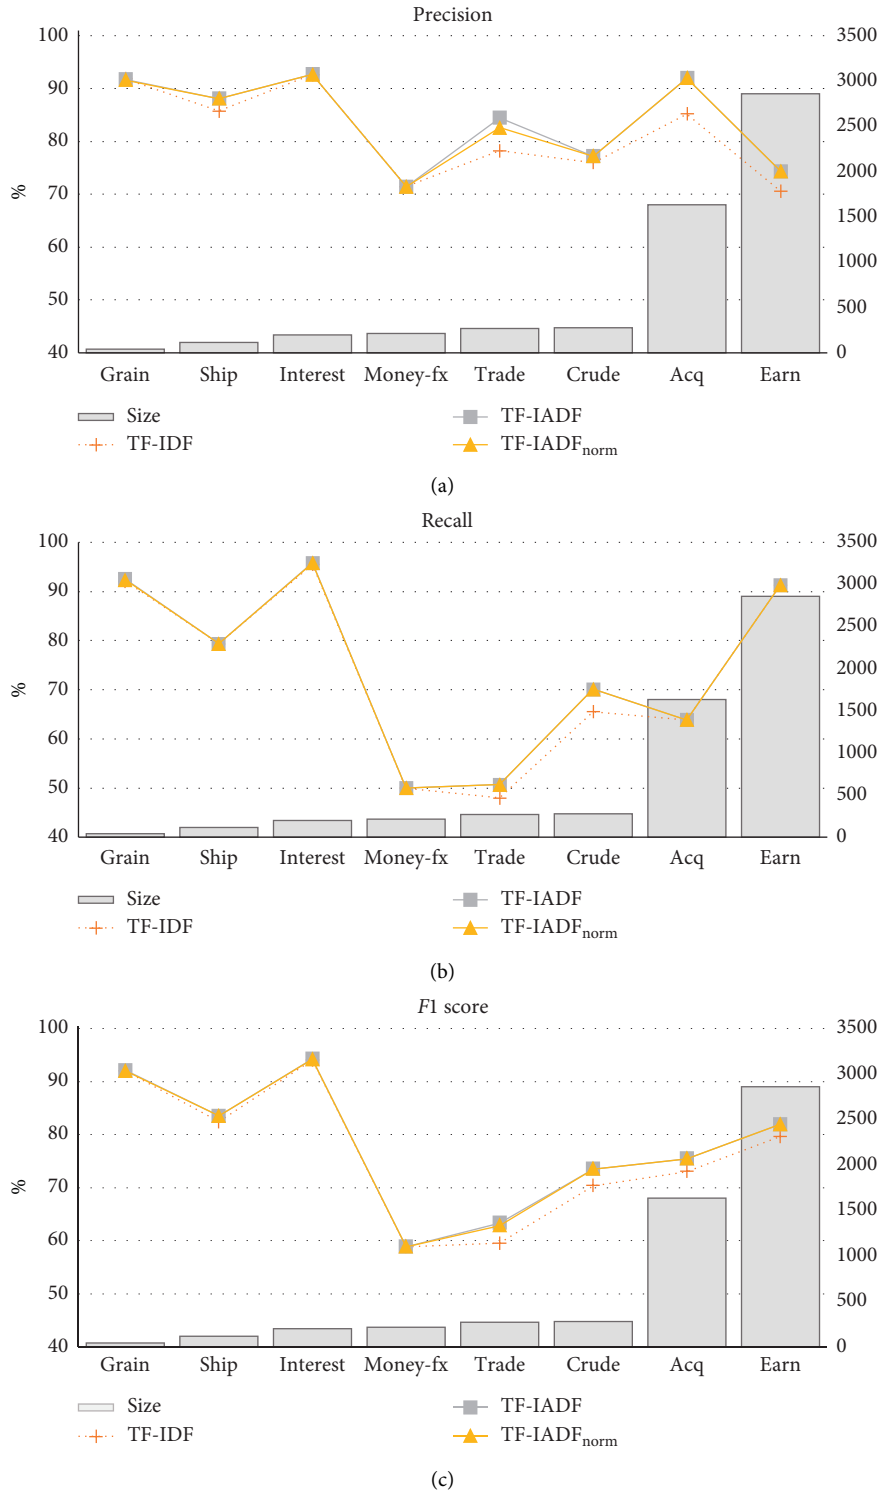 Precision
100 3500
90 3000
80 2500
70 2000
60 1500
50 1000
40 500
0
%
Grain Ship Interest Money-fx Trade Crude Acq Earn
Size TF-IADF
TF-IDF TF-IADFnorm
(a)
Recall
100 3500
90 3000
80 2500
70 2000
60 1500
50 1000
40 500
0
%
Grain Ship Interest Money-fx Trade Crude Acq Earn
Size TF-IADF
TF-IDF TF-IADFnorm
(b)
F1 score
100 3500
90 3000
80 2500
70 2000
60 1500
50 1000
40 500
0
%
Grain Ship Interest Money-fx Trade Crude Acq Earn
Size TF-IADF
TF-IDF TF-IADFnorm
(c)